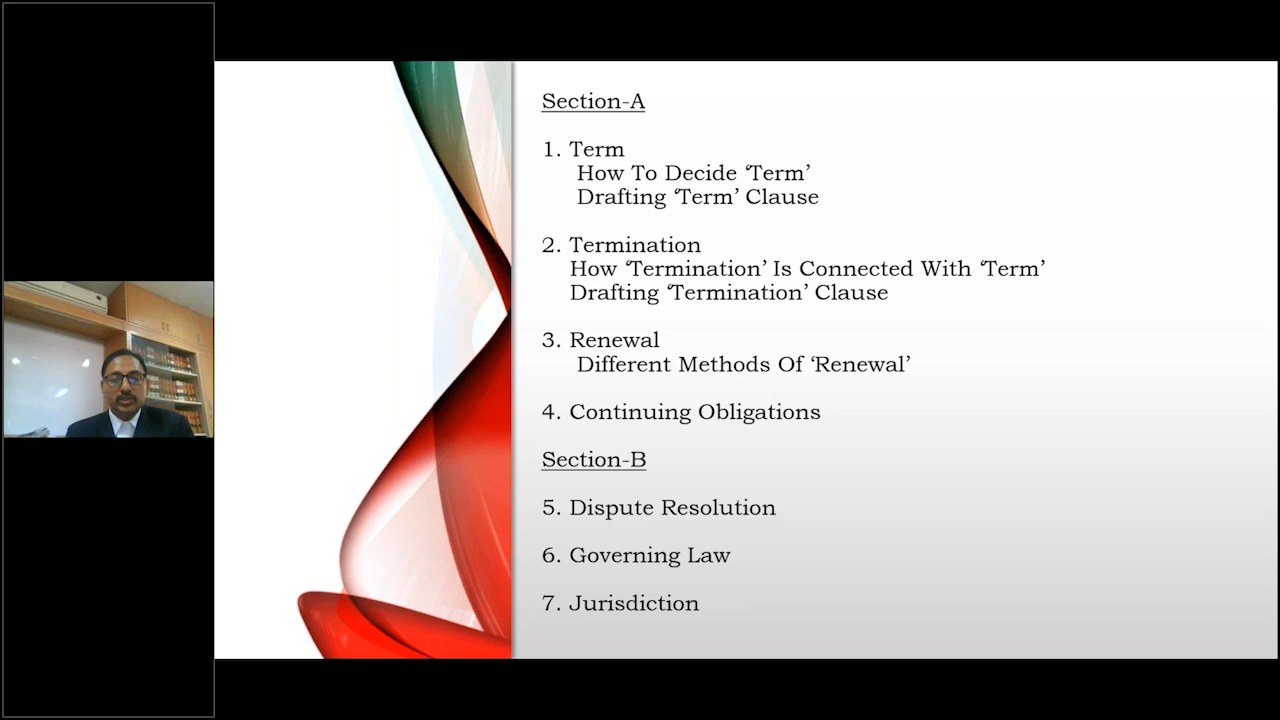 Section-A
1. Term
How To Decide ‘Term’
Drafting ‘Term’ Clause
2. Termination
How ‘Termination’ Is Connected With ‘Term’
Drafting ‘Termination’ Clause
3. Renewal
Different Methods Of ‘Renewal’
4. Continuing Obligations
Section-B
5. Dispute Resolution
6. Governing Law
7. Jurisdiction